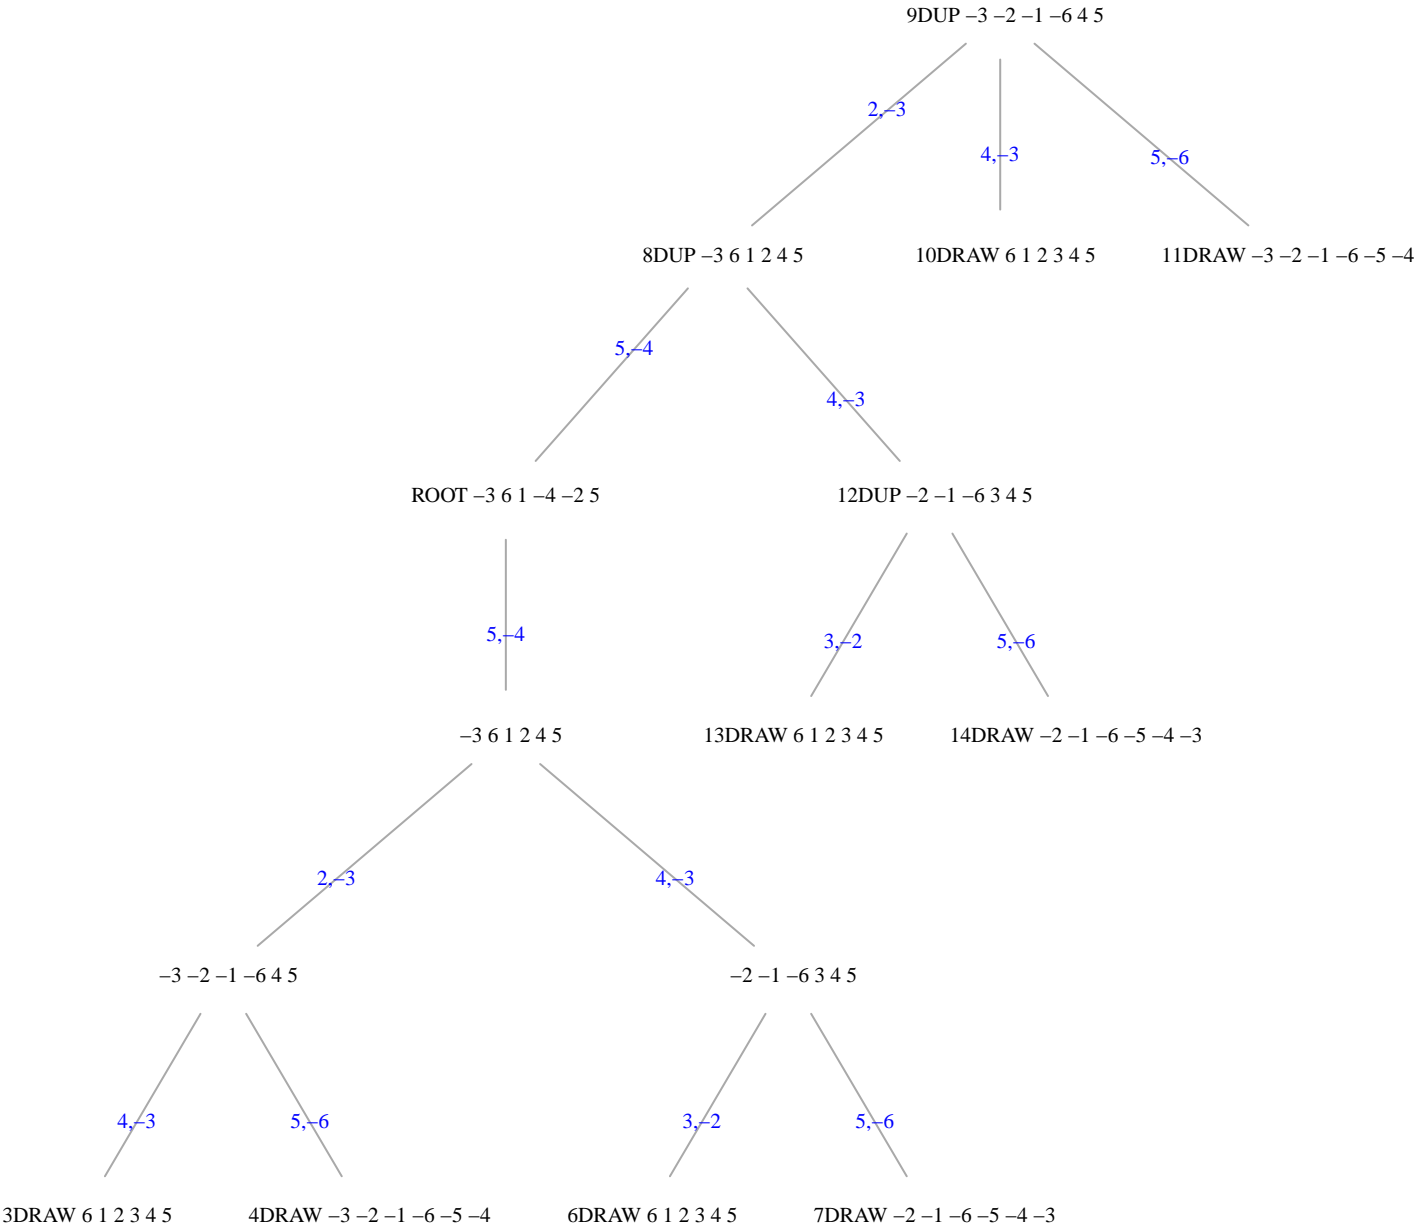 9DUP –3 –2 –1 –6 4 5
2,–3
4,–3
5,–6
8DUP –3 6 1 2 4 5
10DRAW 6 1 2 3 4 5
11DRAW –3 –2 –1 –6 –5 –4
5,–4
4,–3
ROOT –3 6 1 –4 –2 5
12DUP –2 –1 –6 3 4 5
5,–4
3,–2
5,–6
–3 6 1 2 4 5
13DRAW 6 1 2 3 4 5
14DRAW –2 –1 –6 –5 –4 –3
2,–3
4,–3
–3 –2 –1 –6 4 5
–2 –1 –6 3 4 5
4,–3
5,–6
3,–2
5,–6
3DRAW 6 1 2 3 4 5
4DRAW –3 –2 –1 –6 –5 –4
6DRAW 6 1 2 3 4 5
7DRAW –2 –1 –6 –5 –4 –3